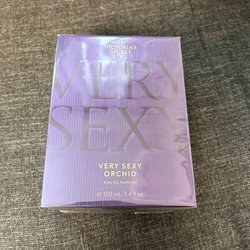 VICTORIA'S SECRET
VERY
SEXY
VERY SEXY
ORCHID
EAU DE PARFUM
e 100 mL/3.4 fl oz